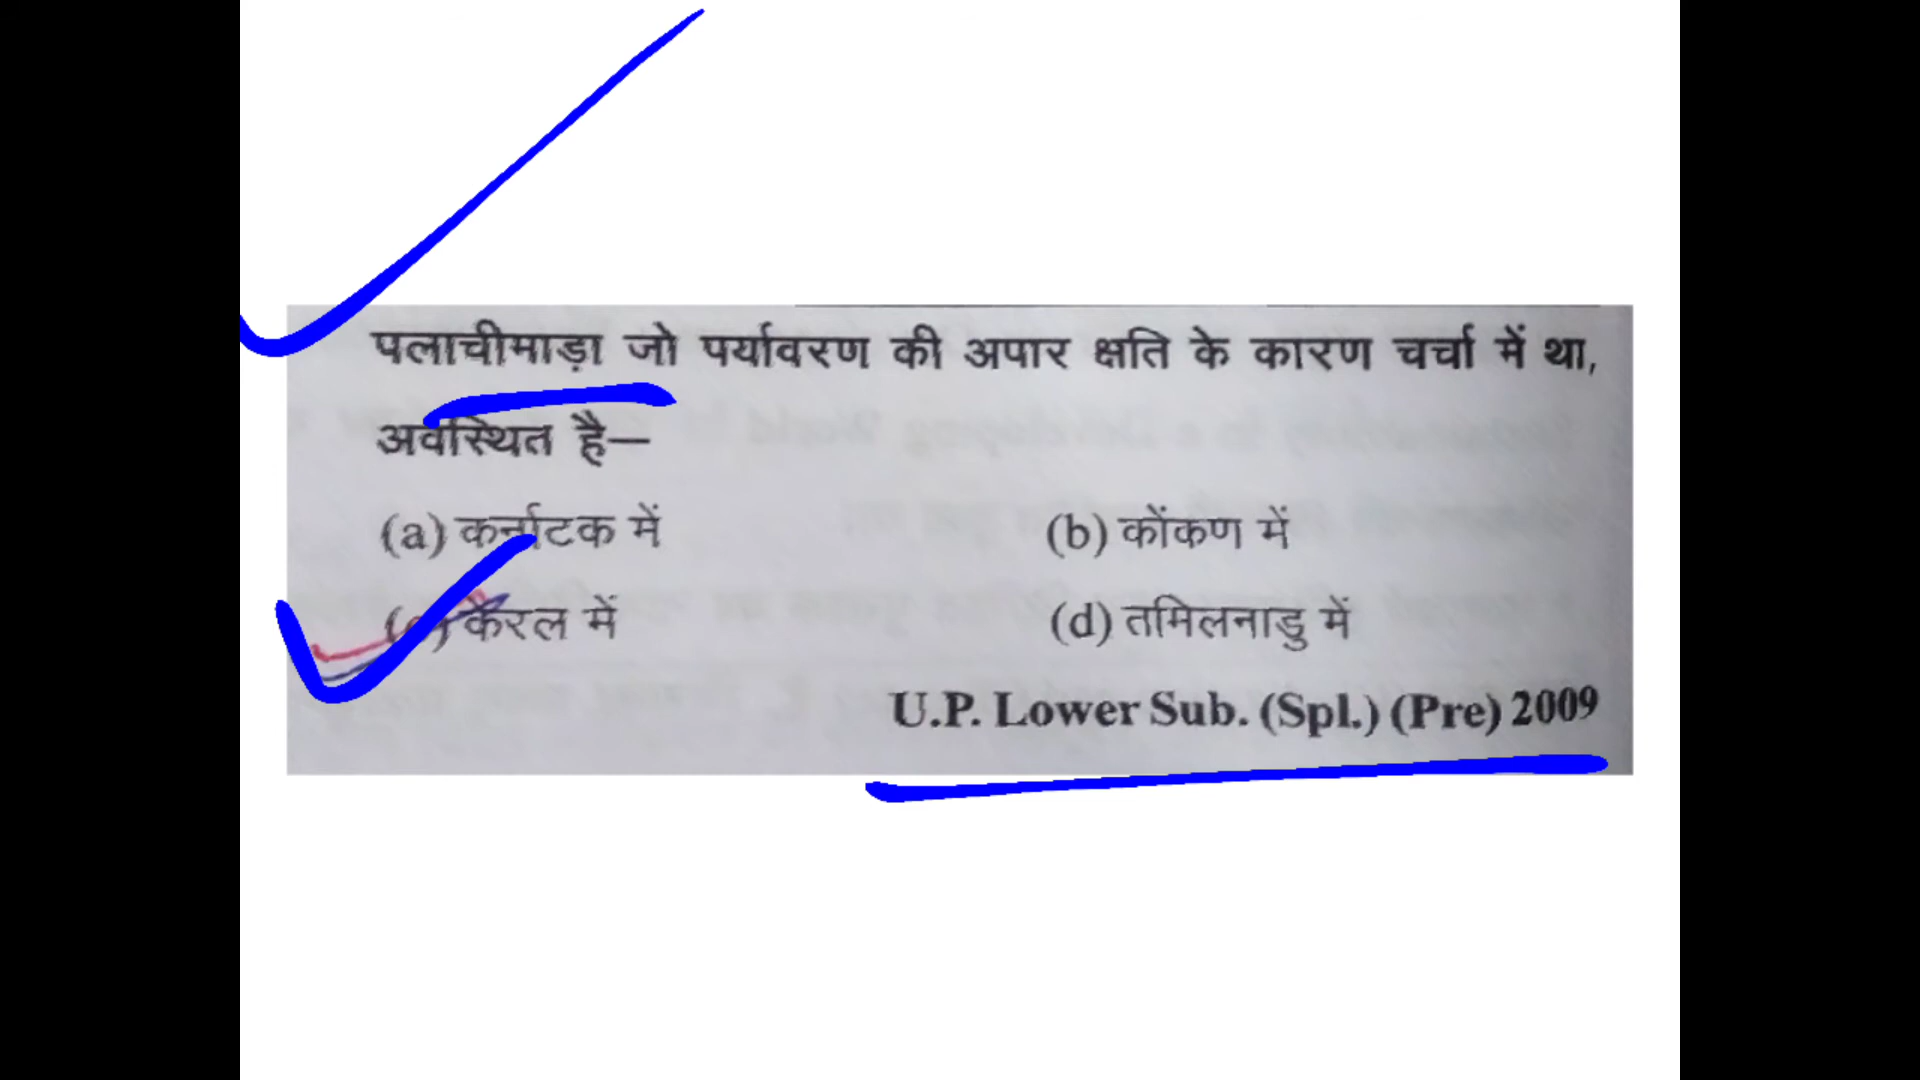 पलाचीमाड़ा जो पर्यावरण की अपार क्षति के कारण चर्चा में था,
अवस्थित है—
(a) कर्नाटक में (b) कोंकण में
(c) केरल में (d) तमिलनाडु में
U.P. Lower Sub. (Spl.) (Pre) 2009